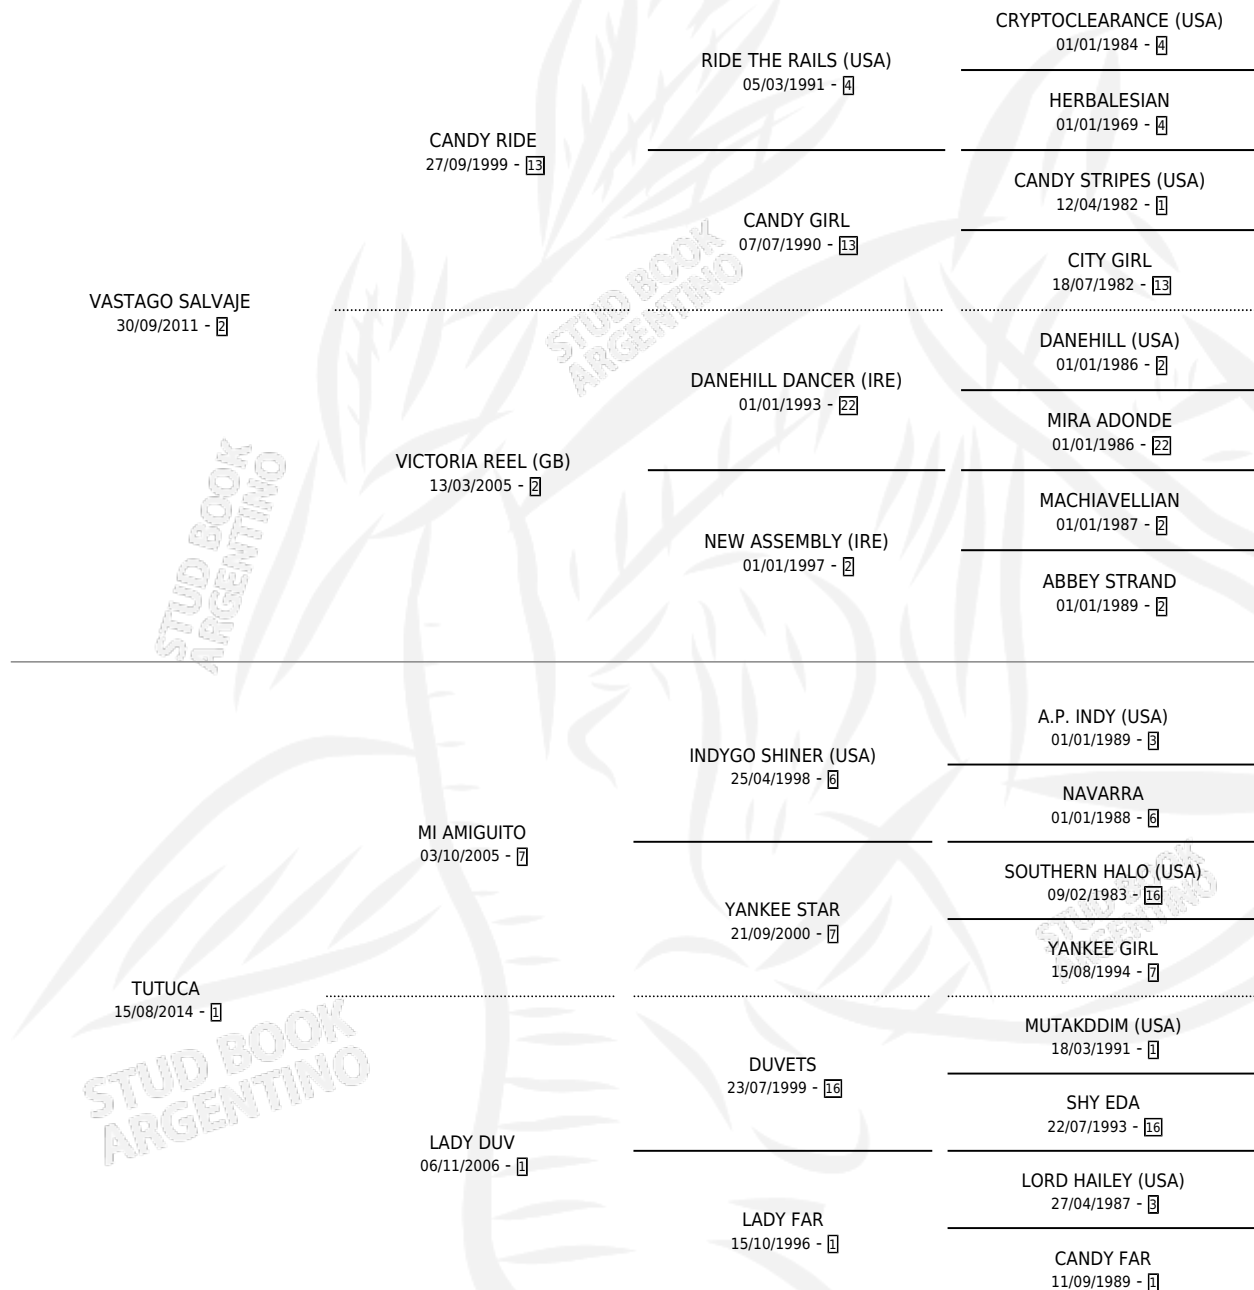 CRYPTOCLEARANCE (USA)
01/01/1984 - 4
RIDE THE RAILS (USA)
05/03/1991 - 4
HERBALESIAN
01/01/1969 - 4
CANDY RIDE
27/09/1999 - 13
CANDY STRIPES (USA)
12/04/1982 - 1
CANDY GIRL
07/07/1990 - 13
CITY GIRL
18/07/1982 - 13
VASTAGO SALVAJE
30/09/2011 - 2
DANEHILL (USA)
01/01/1986 - 2
DANEHILL DANCER (IRE)
01/01/1993 - 22
MIRA ADONDE
01/01/1986 - 22
VICTORIA REEL (GB)
13/03/2005 - 2
MACHIAVELLIAN
01/01/1987 - 2
NEW ASSEMBLY (IRE)
01/01/1997 - 2
ABBEY STRAND
01/01/1989 - 2
STUD BOOK
ARGENTINO
STUD BOOK
ARGENTINO
A.P. INDY (USA)
01/01/1989 - 3
INDYGO SHINER (USA)
25/04/1998 - 6
NAVARRA
01/01/1988 - 6
MI AMIGUITO
03/10/2005 - 7
SOUTHERN HALO (USA)
09/02/1983 - 16
YANKEE STAR
21/09/2000 - 7
YANKEE GIRL
15/08/1994 - 7
STUD BOOK
ARGENTINO
TUTUCA
15/08/2014 - 1
MUTAKDDIM (USA)
18/03/1991 - 1
DUVETS
23/07/1999 - 16
SHY EDA
22/07/1993 - 16
STUD BOOK
ARGENTINO
LADY DUV
06/11/2006 - 1
LORD HAILEY (USA)
27/04/1987 - 3
LADY FAR
15/10/1996 - 1
CANDY FAR
11/09/1989 - 1